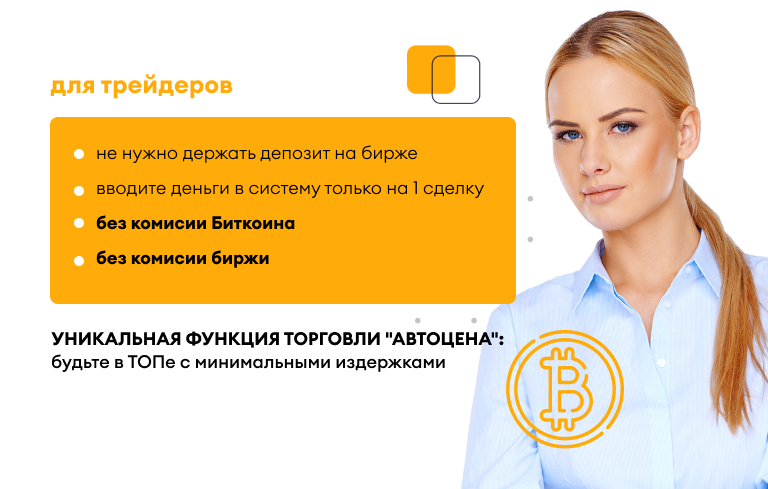 для трейдеров
не нужно держать депозит на бирже
вводите деньги в систему только на 1 сделку
без комисии Биткоина
без комисии биржи
УНИКАЛЬНАЯ ФУНКЦИЯ ТОРГОВЛИ "АВТОЦЕНА":
будьте в ТОПе с минимальными издержками